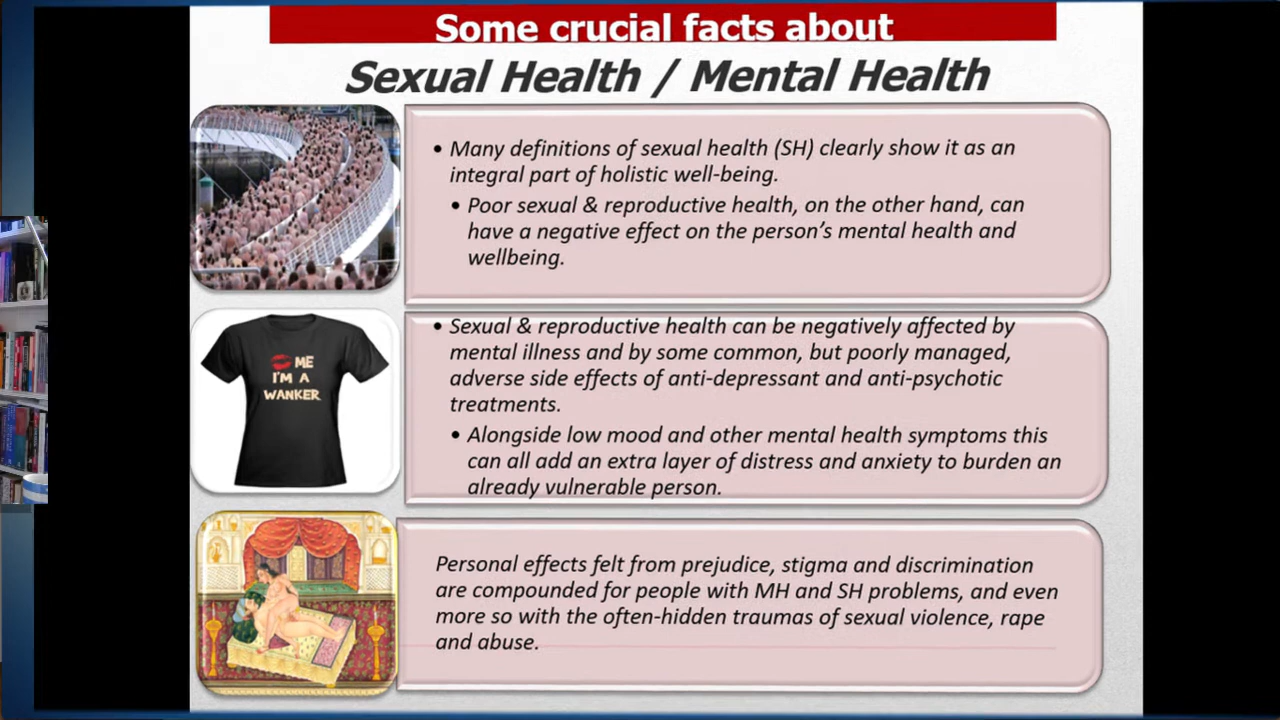 Some crucial facts about
Sexual Health / Mental Health
• Many definitions of sexual health (SH) clearly show it as an
integral part of holistic well-being.
• Poor sexual & reproductive health, on the other hand, can
have a negative effect on the person's mental health and
wellbeing.
ME
I'M A
WANKER
• Sexual & reproductive health can be negatively affected by
mental illness and by some common, but poorly managed,
adverse side effects of anti-depressant and anti-psychotic
treatments.
• Alongside low mood and other mental health symptoms this
can all add an extra layer of distress and anxiety to burden an
already vulnerable person.
Personal effects felt from prejudice, stigma and discrimination
are compounded for people with MH and SH problems, and even
more so with the often-hidden traumas of sexual violence, rape
and abuse.